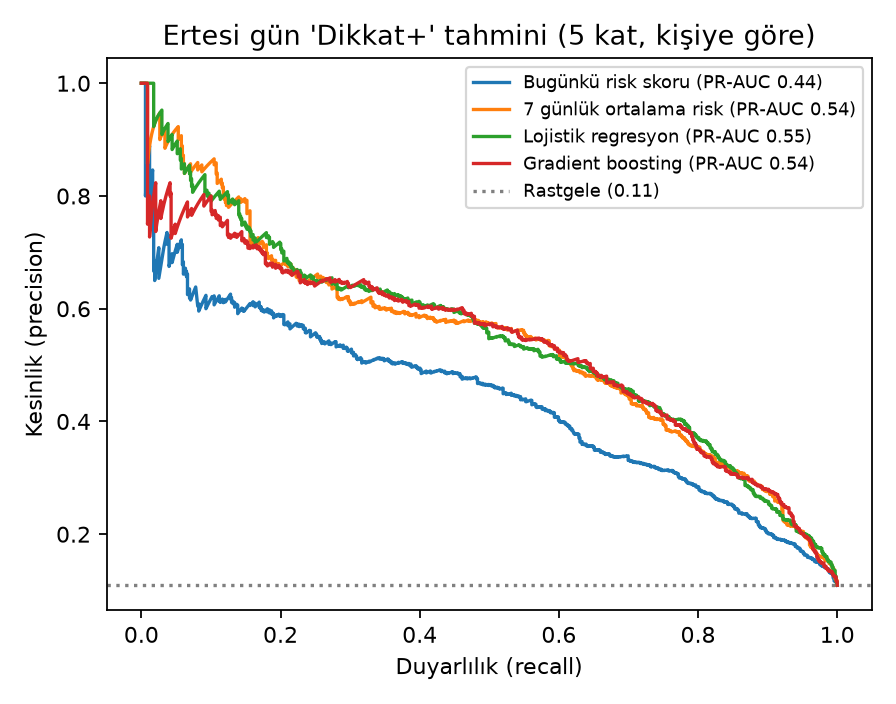 Ertesi gün 'Dikkat+' tahmini (5 kat, kişiye göre)
Bugünkü risk skoru (PR-AUC 0.44)
7 günlük ortalama risk (PR-AUC 0.54)
Lojistik regresyon (PR-AUC 0.55)
Gradient boosting (PR-AUC 0.54)
Rastgele (0.11)
Kesinlik (precision)
1.0
0.8
0.6
0.4
0.2
0.0 0.2 0.4 0.6 0.8 1.0
Duyarlılık (recall)